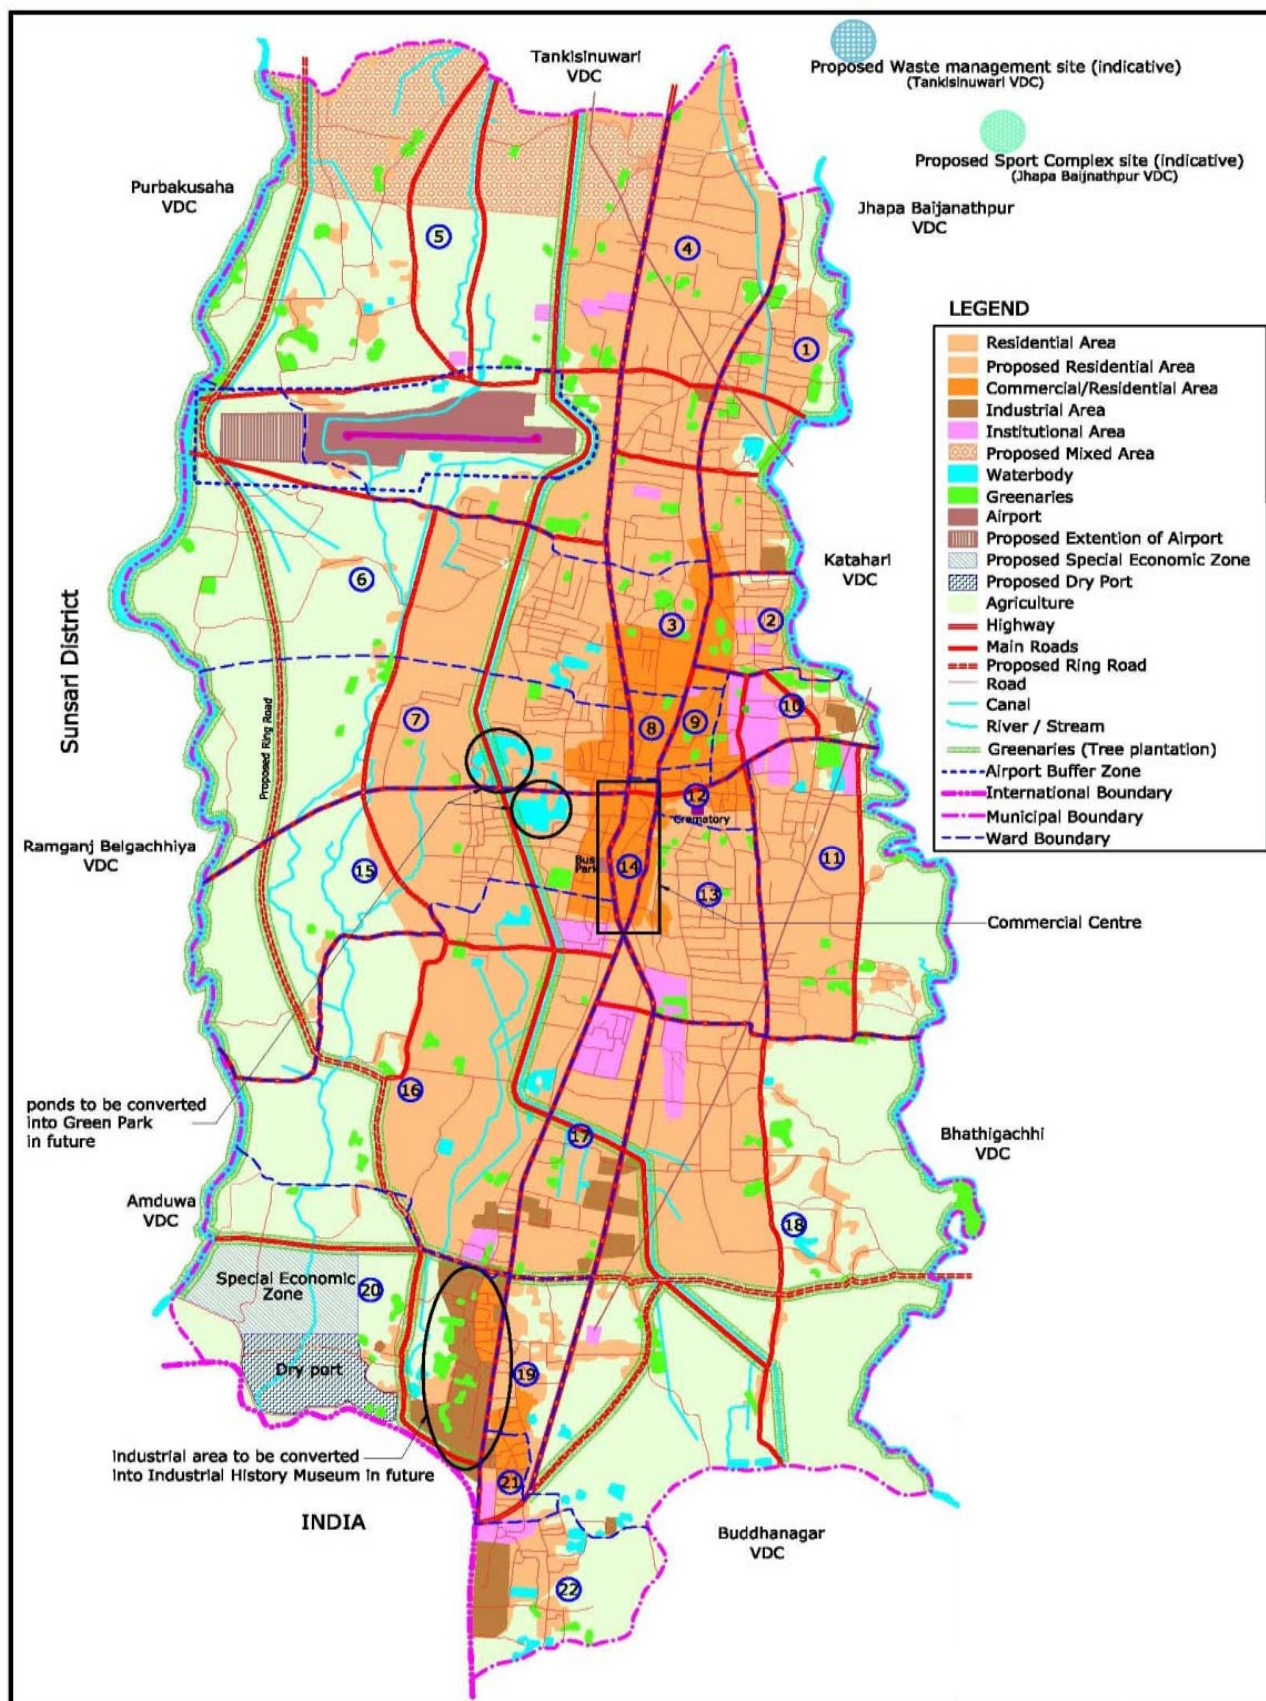 Tankisinuwari
VDC
Proposed Waste management site (indicative)
(Tankisinuwari VDC)
Proposed Sport Complex site (indicative)
(Jhapa Baijnathpur VDC)
Purbakusaha
VDC
Jhapa Baijanathpur
VDC
5
4
1
LEGEND
Residential Area
Proposed Residential Area
Commercial/Residential Area
Industrial Area
Institutional Area
Proposed Mixed Area
Waterbody
Greenaries
Airport
Proposed Extention of Airport
Proposed Special Economic Zone
Proposed Dry Port
Agriculture
Highway
Main Roads
Proposed Ring Road
Road
Canal
River / Stream
Greenaries (Tree plantation)
Airport Buffer Zone
International Boundary
Municipal Boundary
Ward Boundary
Katahari
VDC
6
3
2
Sunsari District
Proposed Ring Road
7
8
9
10
12
Crematory
Ramganj Belgachhiya
VDC
15
Bus
Park
14
13
11
Commercial Centre
ponds to be converted
into Green Park
in future
16
17
Bhathigachhi
VDC
Amduwa
VDC
18
Special Economic
Zone
20
Dry port
19
industrial area to be converted
into Industrial History Museum in future
21
INDIA
Buddhanagar
VDC
22